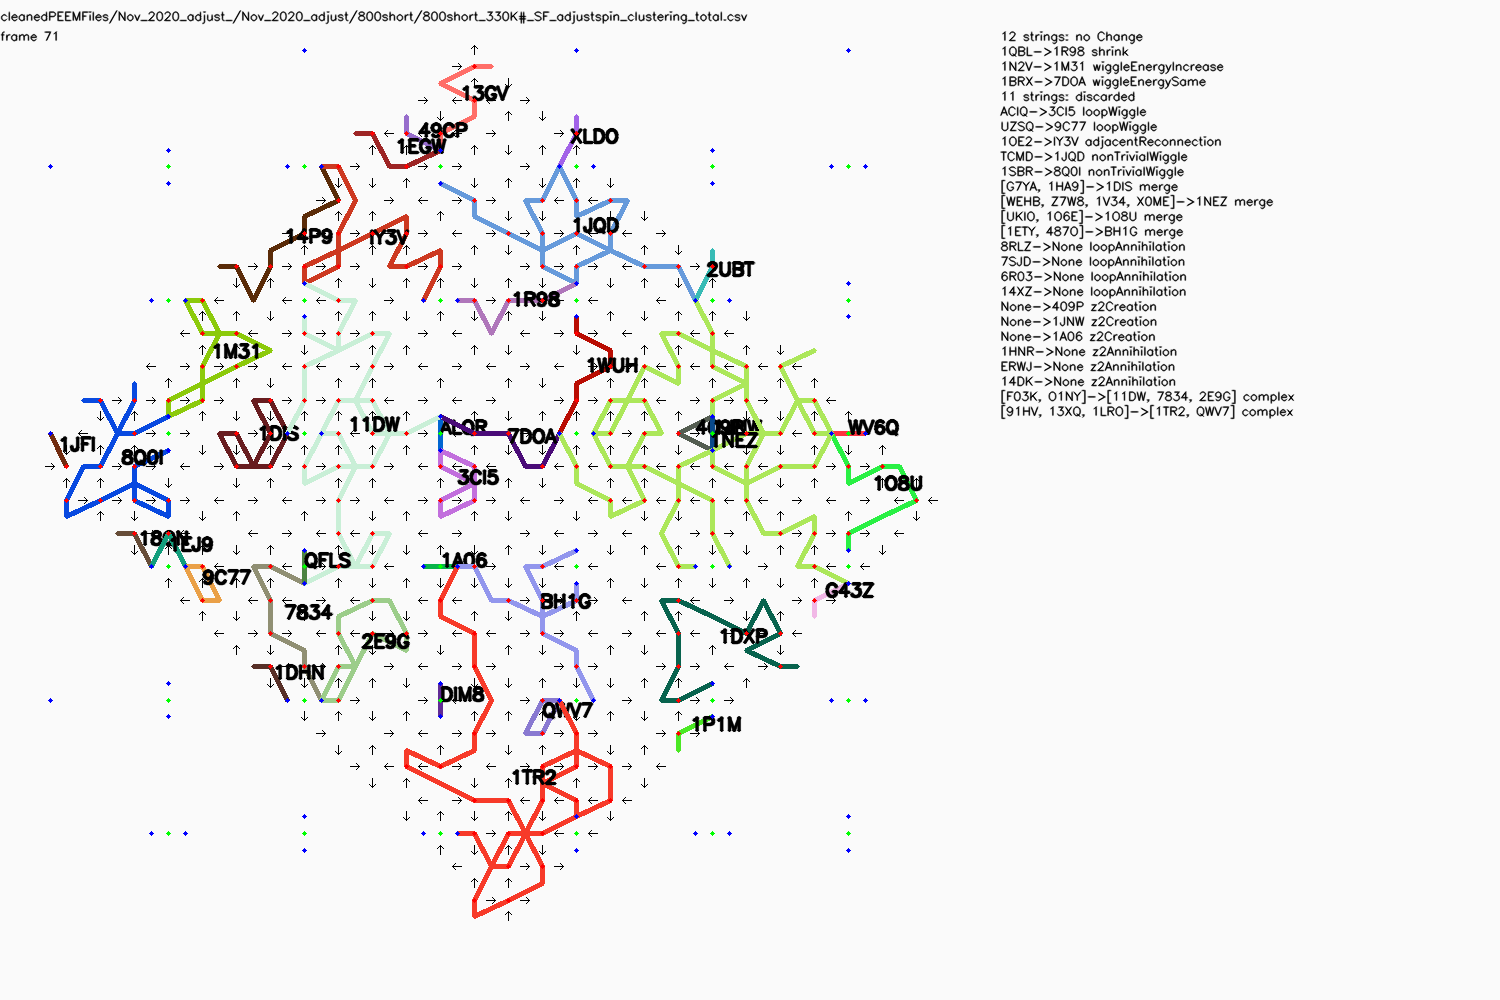 cleanedPEEMFiles/Nov_2020_adjust_/Nov_2020_adjust/800short/800short_330K#_SF_adjustspin_clustering_total.csv
frame 71
12 strings: no Change
1QBL->1R98 shrink
1N2V->1M31 wiggleEnergyIncrease
1BRX->7DOA wiggleEnergySame
11 strings: discarded
ACIQ->3CI5 loopWiggle
UZSQ->9C77 loopWiggle
1OE2->IY3V adjacentReconnection
TCMD->1JQD nonTrivialWiggle
1SBR->8Q0I nonTrivialWiggle
[G7YA, 1HA9]->1DIS merge
[WEHB, Z7W8, 1V34, X0ME]->1NEZ merge
[UKIO, 1O6E]->1O8U merge
[1ETY, 487O]->BH1G merge
8RLZ->None loopAnnihilation
7SJD->None loopAnnihilation
6R03->None loopAnnihilation
14XZ->None loopAnnihilation
None->409P z2Creation
None->1JNW z2Creation
None->1A06 z2Creation
1HNR->None z2Annihilation
ERWJ->None z2Annihilation
14DK->None z2Annihilation
[F03K, O1NY]->[11DW, 7834, 2E9G] complex
[91HV, 13XQ, 1LRO]->[1TR2, QWV7] complex
13GV
49CP
1EGW
XLDO
1JQD
14P9
IY3V
2UBT
1R98
1M31
1WUH
11DW
ALOR
7DOA
1DIS
1NEZ
WV6Q
1JFI
8Q0I
3CI5
1O8U
1EJ9
QFLS
1A06
9C77
G43Z
BH1G
7834
2E9G
1DXP
1DHN
DIM8
QWV7
1P1M
1TR2